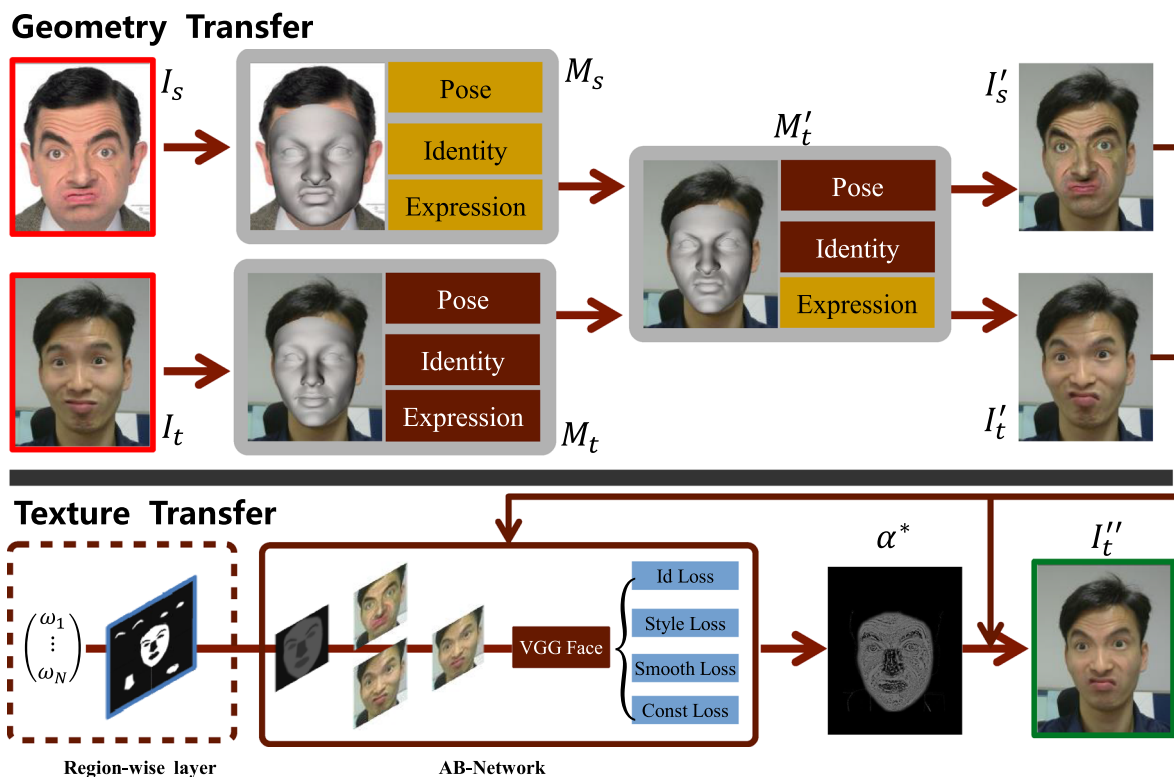 Geometry Transfer
I_s
Pose
Identity
Expression
M_s
I_t
Pose
Identity
Expression
M_t
M'_t
Pose
Identity
Expression
I'_s
I'_t
Texture Transfer
ω_1
⋮
ω_N
Region-wise layer
VGG Face
Id Loss
Style Loss
Smooth Loss
Const Loss
AB-Network
α*
I''_t